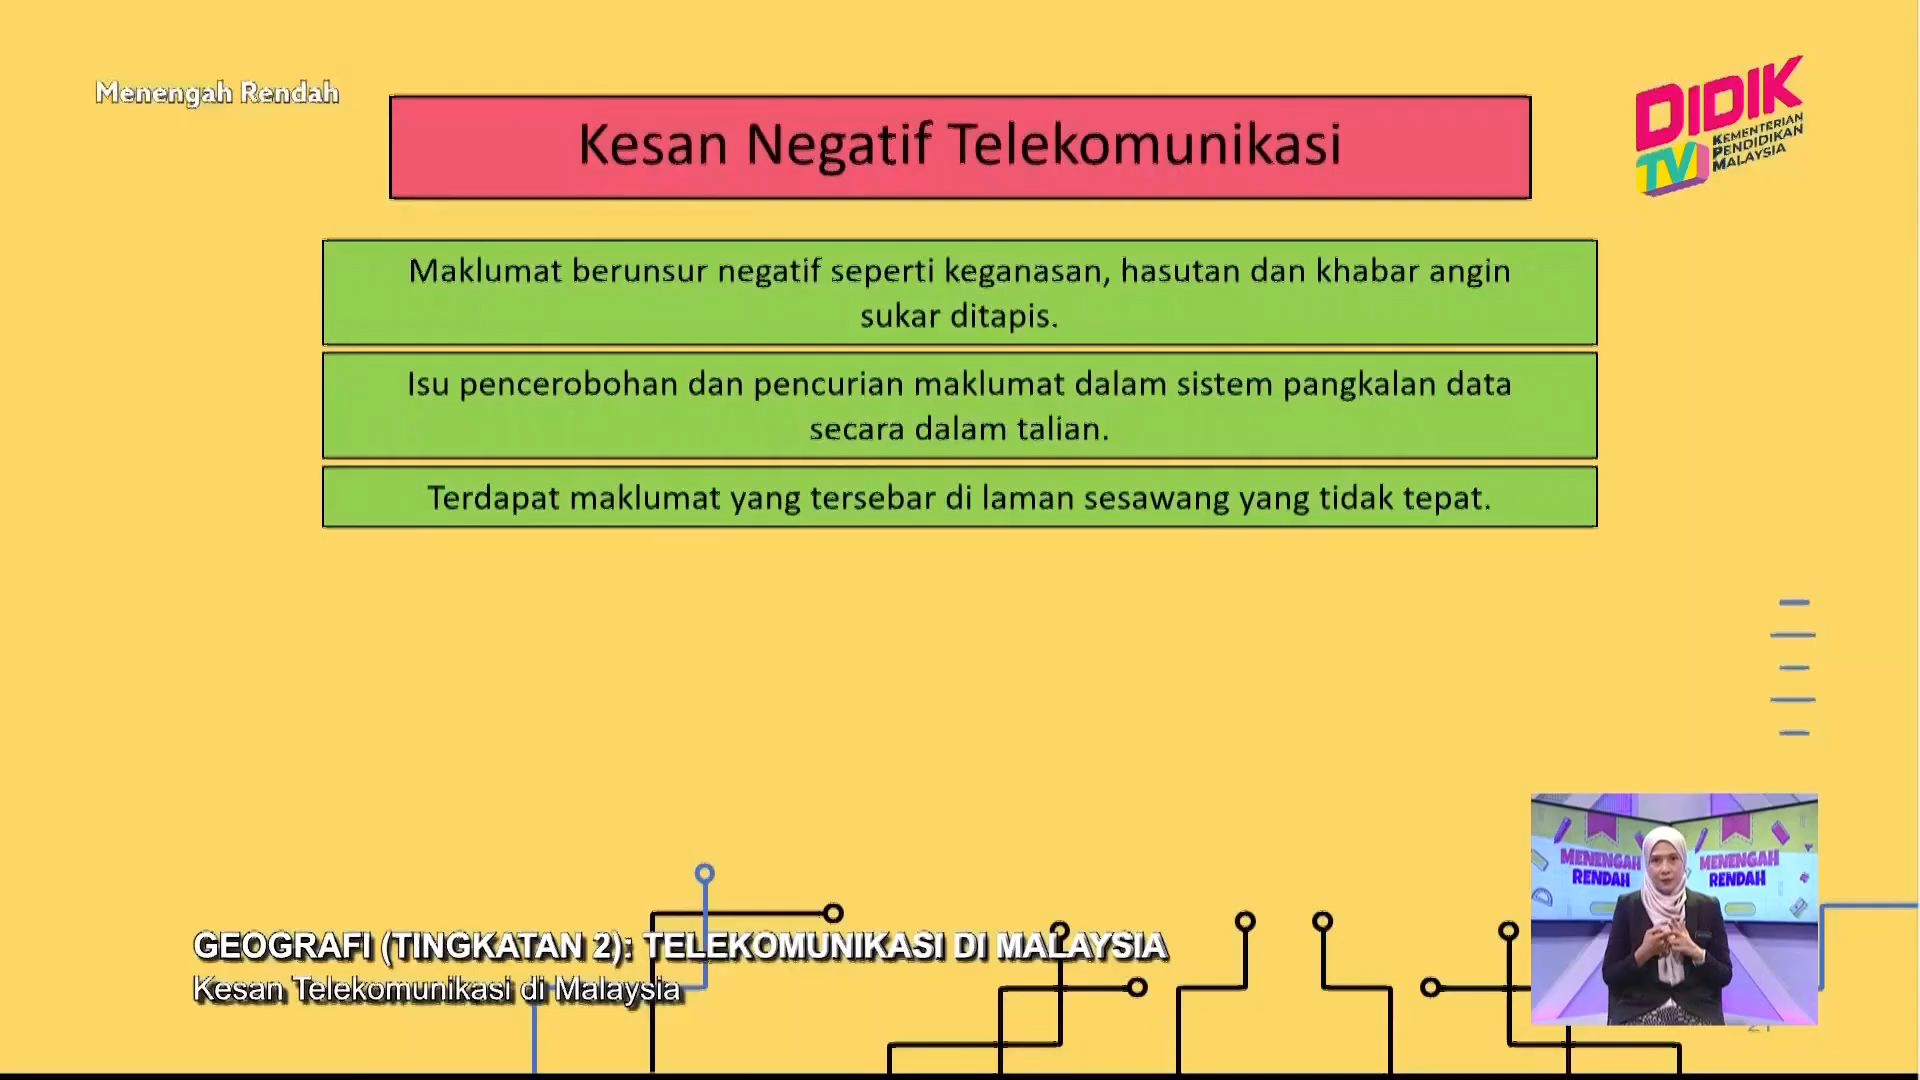 Menengah Rendah
Kesan Negatif Telekomunikasi
DIDIK
TV
KEMENTERIAN
PENDIDIKAN
MALAYSIA
Maklumat berunsur negatif seperti keganasan, hasutan dan khabar angin
sukar ditapis.
Isu pencerobohan dan pencurian maklumat dalam sistem pangkalan data
secara dalam talian.
Terdapat maklumat yang tersebar di laman sesawang yang tidak tepat.
MENENGAH
RENDAH
MENENGAH
RENDAH
GEOGRAFI (TINGKATAN 2): TELEKOMUNIKASI DI MALAYSIA
Kesan Telekomunikasi di Malaysia